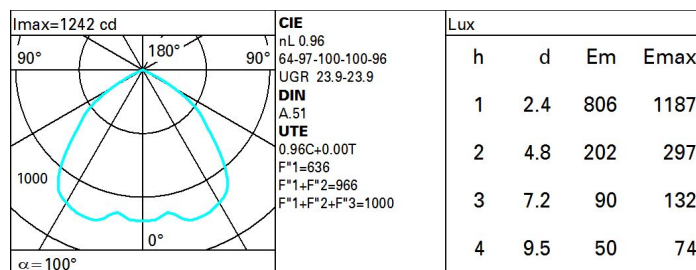 Imax=1242 cd
90° 180° 90°
1000
0°
α=100°
CIE
nL 0.96
64-97-100-100-96
UGR 23.9-23.9
DIN
A.51
UTE
0.96C+0.00T
F"1=636
F"1+F"2=966
F"1+F"2+F"3=1000
Lux
h d Em Emax
1 2.4 806 1187
2 4.8 202 297
3 7.2 90 132
4 9.5 50 74